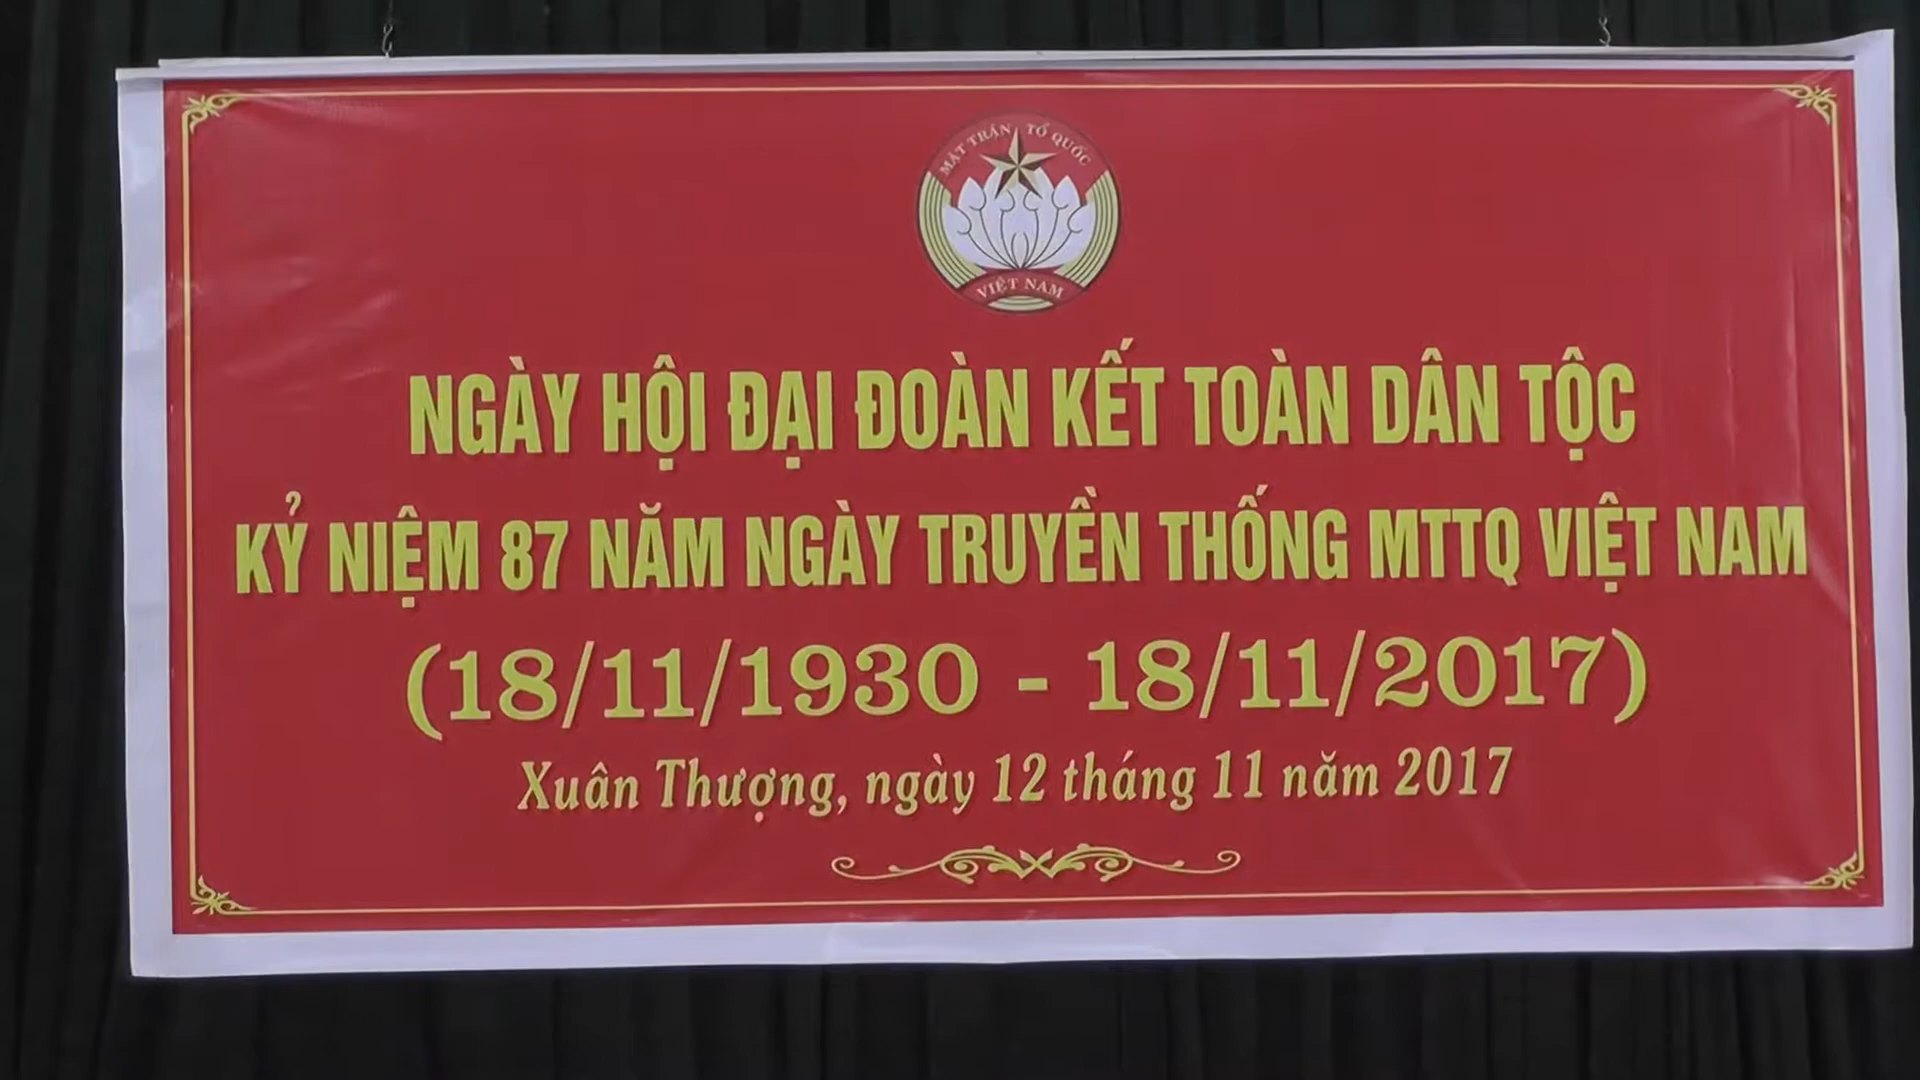 MẶT TRẬN TỔ QUỐC
VIỆT NAM
NGÀY HỘI ĐẠI ĐOÀN KẾT TOÀN DÂN TỘC
KỶ NIỆM 87 NĂM NGÀY TRUYỀN THỐNG MTTQ VIỆT NAM
(18/11/1930 - 18/11/2017)
Xuân Thượng, ngày 12 tháng 11 năm 2017